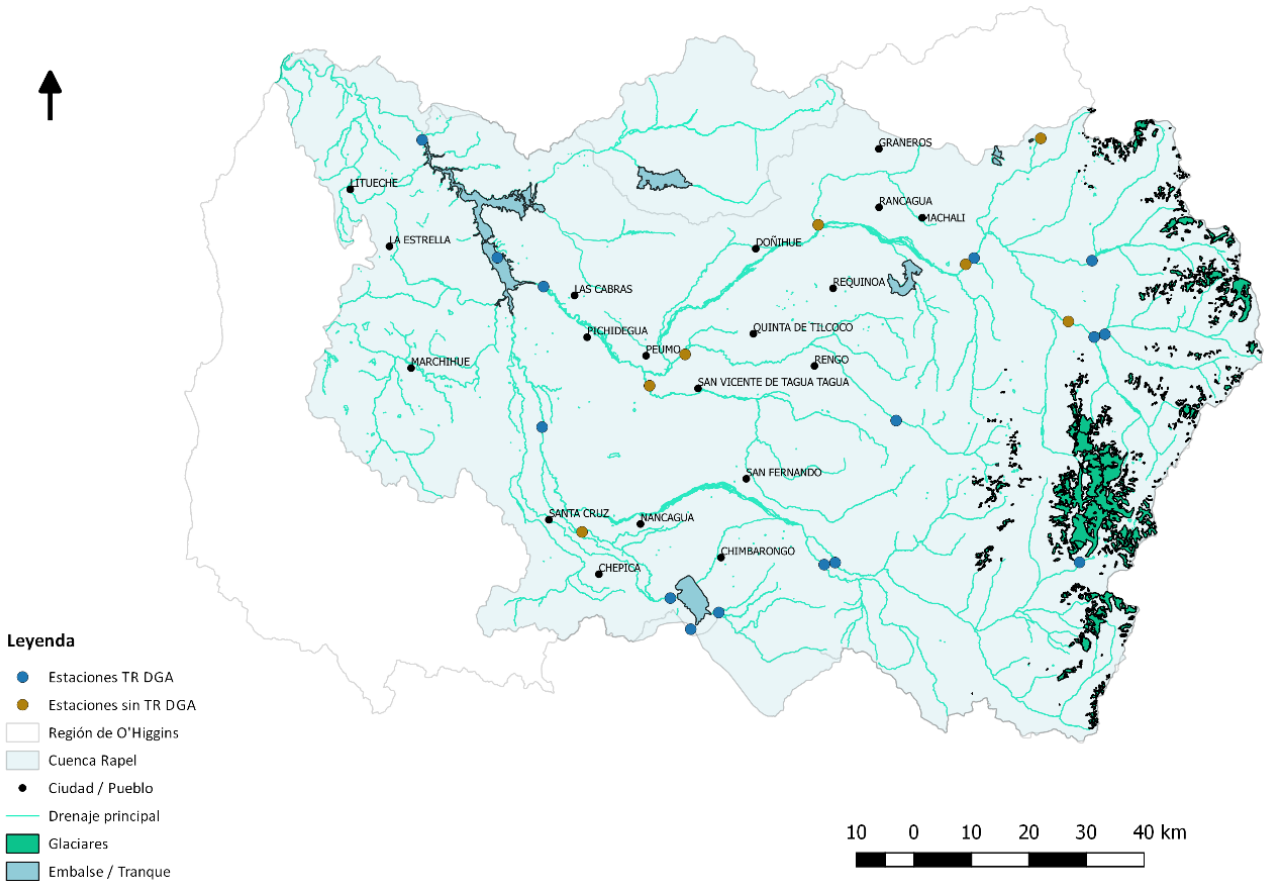 GRANEROS
LITUECHE
RANCAGUA
MACHALI
LA ESTRELLA
DOÑIHUE
LAS CABRAS
REQUINOA
PICHIDEGUA
QUINTA DE TILCOCO
PEUMO
RENGO
MARCHIHUE
SAN VICENTE DE TAGUA TAGUA
SAN FERNANDO
SANTA CRUZ
NANCAGUA
CHIMBARONGO
CHEPICA
Leyenda
Estaciones TR DGA
Estaciones sin TR DGA
Región de O'Higgins
Cuenca Rapel
Ciudad / Pueblo
Drenaje principal
Glaciares
Embalse / Tranque
10 0 10 20 30 40 km